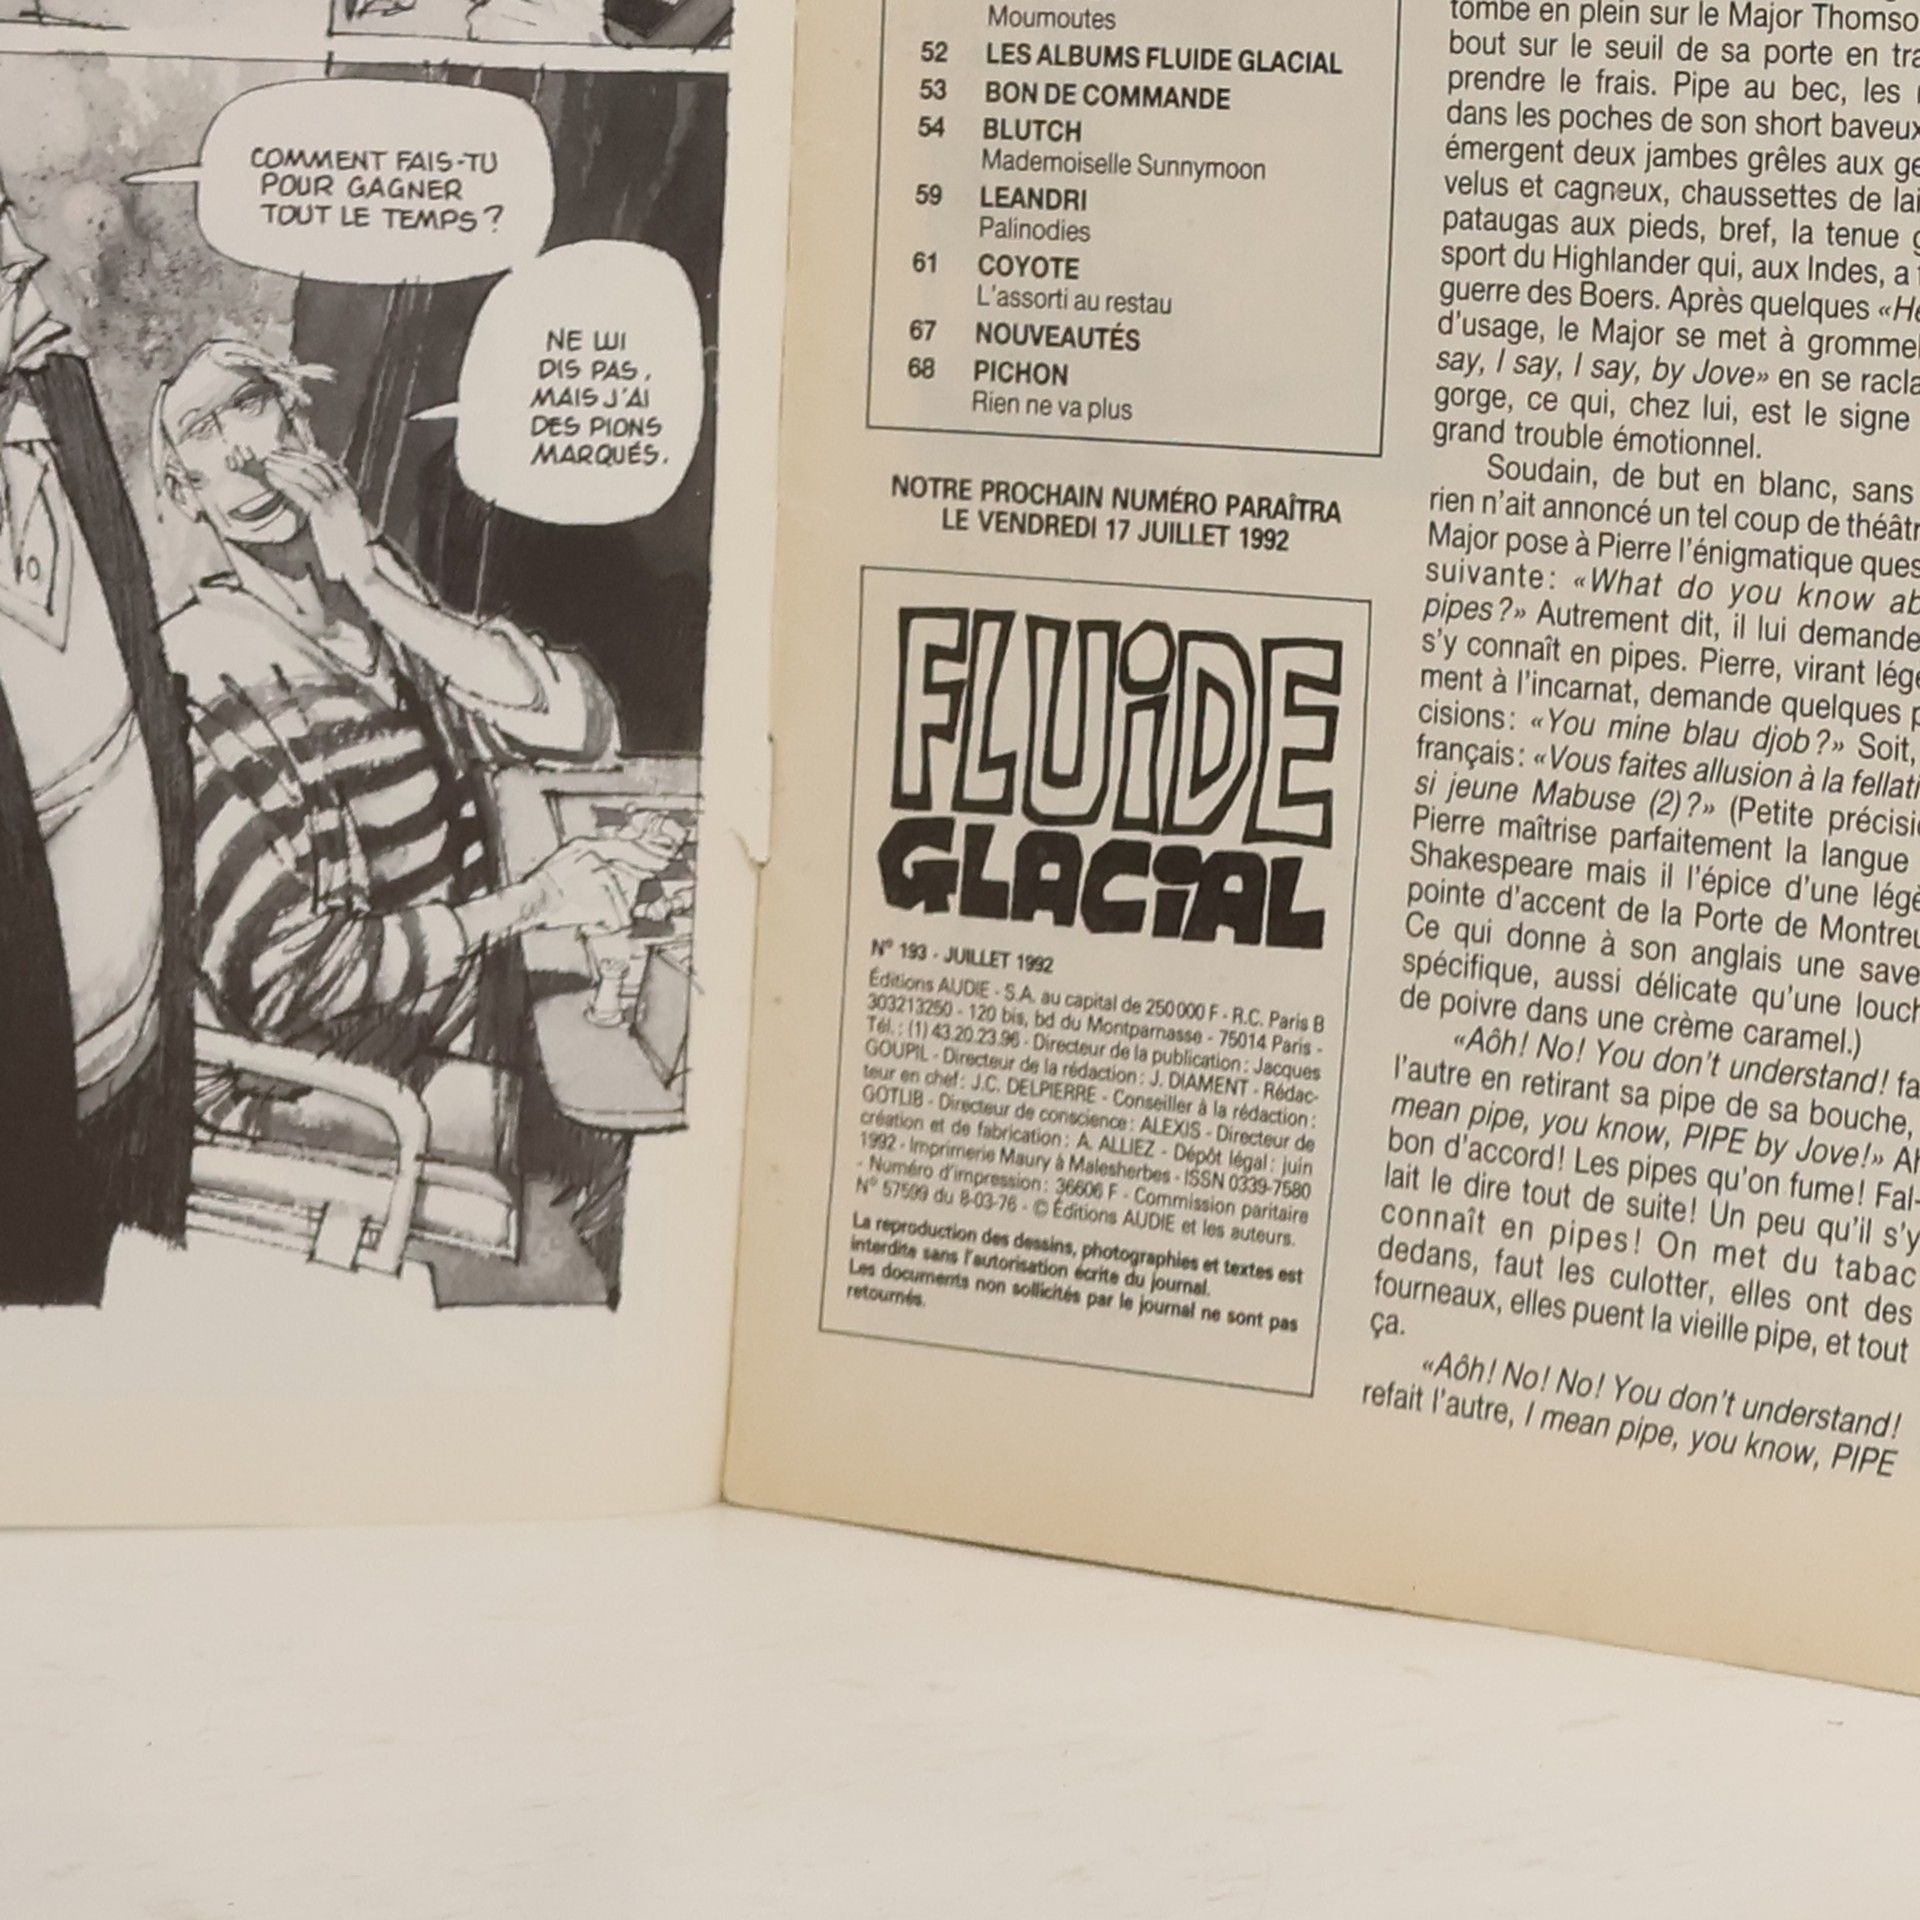 COMMENT FAIS-TU
POUR GAGNER
TOUT LE TEMPS?
NE LUI
DIS PAS,
MAIS J'AI
DES PIONS
MARQUÉS.
Moumoutes
52 LES ALBUMS FLUIDE GLACIAL
53 BON DE COMMANDE
54 BLUTCH
Mademoiselle Sunnymoon
59 LEANDRI
Palinodies
61 COYOTE
L'assorti au restau
67 NOUVEAUTÉS
68 PICHON
Rien ne va plus
NOTRE PROCHAIN NUMÉRO PARAÎTRA
LE VENDREDI 17 JUILLET 1992
FLUiDE
GLACiAL
N° 193 - JUILLET 1992
Éditions AUDIE - S.A. au capital de 250000 F - R.C. Paris B
303213250 - 120 bis, bd du Montparnasse - 75014 Paris -
Tél. : (1) 43.20.23.96 - Directeur de la publication : Jacques
GOUPIL - Directeur de la rédaction : J. DIAMENT - Rédac-
teur en chef : J.C. DELPIERRE - Conseiller à la rédaction :
GOTLIB - Directeur de conscience : ALEXIS - Directeur de
création et de fabrication : A. ALLIEZ - Dépôt légal : juin
1992 - Imprimerie Maury à Malesherbes - ISSN 0339-7580
- Numéro d'impression : 36606 F - Commission paritaire
N° 57599 du 8-03-76 - © Éditions AUDIE et les auteurs.
La reproduction des dessins, photographies et textes est
interdite sans l'autorisation écrite du journal.
Les documents non sollicités par le journal ne sont pas
retournés.
tombe en plein sur le Major Thomso
bout sur le seuil de sa porte en tra
prendre le frais. Pipe au bec, les
dans les poches de son short baveux
émergent deux jambes grêles aux ge
velus et cagneux, chaussettes de lai
pataugas aux pieds, bref, la tenue
sport du Highlander qui, aux Indes, a
guerre des Boers. Après quelques «He
d'usage, le Major se met à gromme
say, I say, I say, by Jove» en se racla
gorge, ce qui, chez lui, est le signe
grand trouble émotionnel.
Soudain, de but en blanc, sans
rien n'ait annoncé un tel coup de théâtr
Major pose à Pierre l'énigmatique ques
suivante : «What do you know ab
pipes?» Autrement dit, il lui demande
s'y connaît en pipes. Pierre, virant lége
ment à l'incarnat, demande quelques p
cisions : «You mine blau djob?» Soit,
français : «Vous faites allusion à la fellati
si jeune Mabuse (2)?» (Petite précisi
Pierre maîtrise parfaitement la langue
Shakespeare mais il l'épice d'une légè
pointe d'accent de la Porte de Montreu
Ce qui donne à son anglais une save
spécifique, aussi délicate qu'une louch
de poivre dans une crème caramel.)
«Aôh! No! You don't understand! fa
l'autre en retirant sa pipe de sa bouche,
mean pipe, you know, PIPE by Jove!» Ah
bon d'accord! Les pipes qu'on fume! Fal-
lait le dire tout de suite! Un peu qu'il s'y
connaît en pipes! On met du tabac
dedans, faut les culotter, elles ont des
fourneaux, elles puent la vieille pipe, et tout
ça.
«Aôh! No! No! You don't understand!
refait l'autre, I mean pipe, you know, PIPE